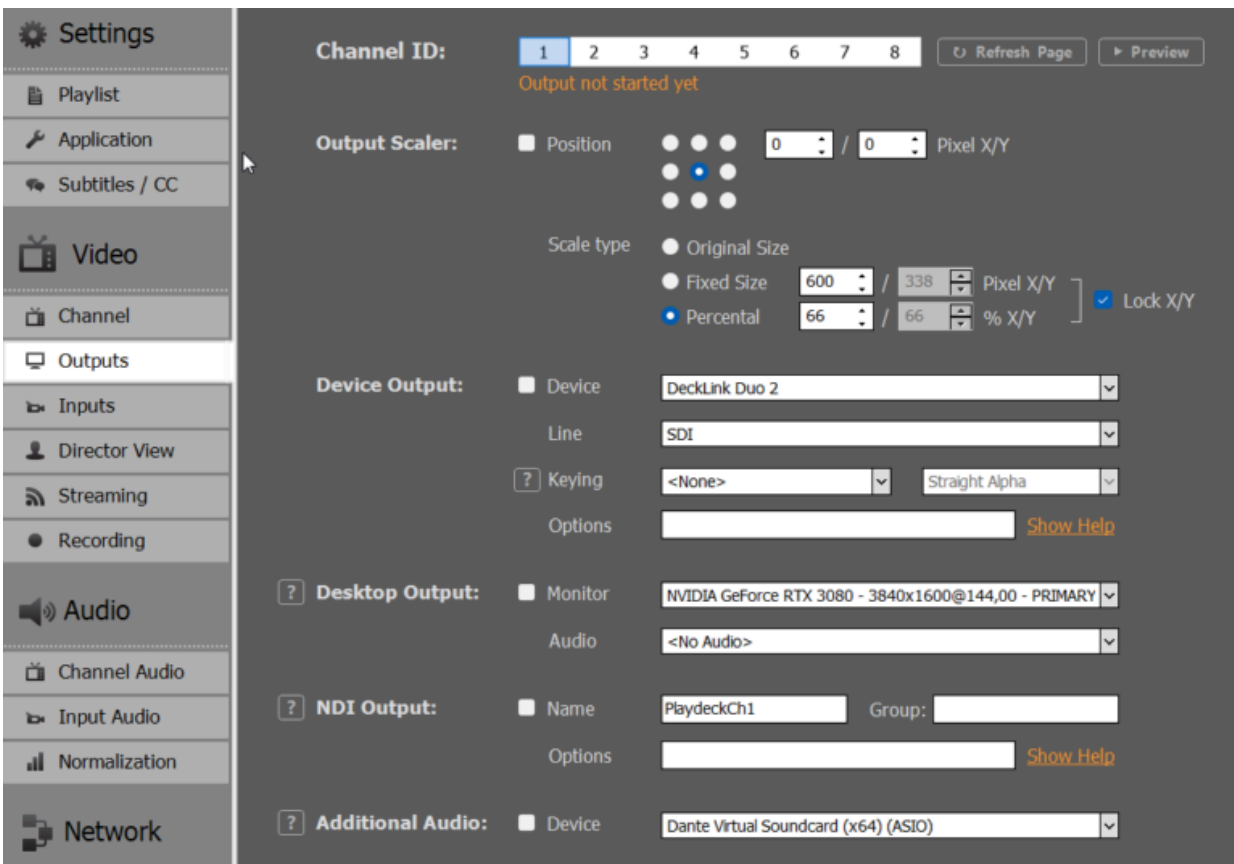 Settings
Playlist
Application
Subtitles / CC
Video
Channel
Outputs
Inputs
Director View
Streaming
Recording
Audio
Channel Audio
Input Audio
Normalization
Network
Channel ID: 1 2 3 4 5 6 7 8 Refresh Page Preview
Output not started yet
Output Scaler: Position 0 / 0 Pixel X/Y
Scale type Original Size
Fixed Size 600 / 338 Pixel X/Y
Lock X/Y
Percental 66 / 66 % X/Y
Device Output: Device DeckLink Duo 2
Line SDI
? Keying <None> Straight Alpha
Options Show Help
? Desktop Output: Monitor NVIDIA GeForce RTX 3080 - 3840x1600@144,00 - PRIMARY
Audio <No Audio>
? NDI Output: Name PlaydeckCh1 Group:
Options Show Help
? Additional Audio: Device Dante Virtual Soundcard (x64) (ASIO)